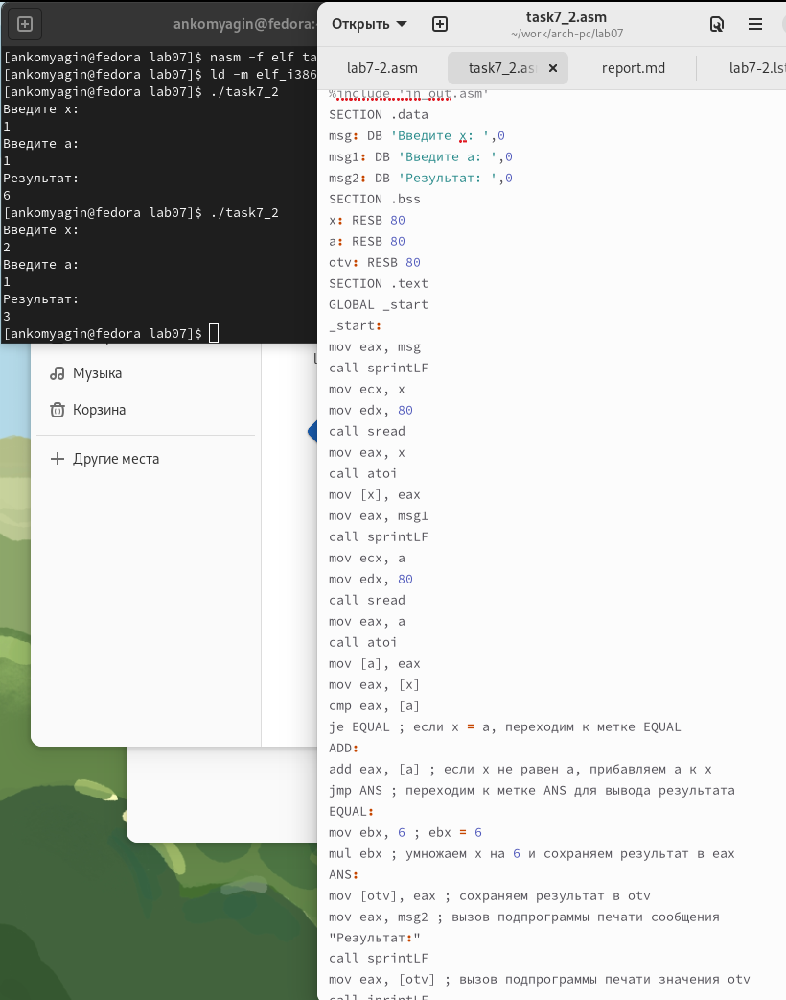 ankomyagin@fedora:
[ankomyagin@fedora lab07]$ nasm -f elf ta
[ankomyagin@fedora lab07]$ ld -m elf_i386
[ankomyagin@fedora lab07]$ ./task7_2
Введите x:
1
Введите a:
1
Результат:
6
[ankomyagin@fedora lab07]$ ./task7_2
Введите x:
2
Введите a:
1
Результат:
3
[ankomyagin@fedora lab07]$
Музыка
Корзина
Другие места
Открыть
task7_2.asm
~/work/arch-pc/lab07
lab7-2.asm
task7_2.as
report.md
lab7-2.lst
%include 'in_out.asm'
SECTION .data
msg: DB 'Введите x: ',0
msg1: DB 'Введите a: ',0
msg2: DB 'Результат: ',0
SECTION .bss
x: RESB 80
a: RESB 80
otv: RESB 80
SECTION .text
GLOBAL _start
_start:
mov eax, msg
call sprintLF
mov ecx, x
mov edx, 80
call sread
mov eax, x
call atoi
mov [x], eax
mov eax, msg1
call sprintLF
mov ecx, a
mov edx, 80
call sread
mov eax, a
call atoi
mov [a], eax
mov eax, [x]
cmp eax, [a]
je EQUAL ; если x = a, переходим к метке EQUAL
ADD:
add eax, [a] ; если x не равен a, прибавляем a к x
jmp ANS ; переходим к метке ANS для вывода результата
EQUAL:
mov ebx, 6 ; ebx = 6
mul ebx ; умножаем x на 6 и сохраняем результат в eax
ANS:
mov [otv], eax ; сохраняем результат в otv
mov eax, msg2 ; вызов подпрограммы печати сообщения
"Результат:"
call sprintLF
mov eax, [otv] ; вызов подпрограммы печати значения otv
call iprintLF